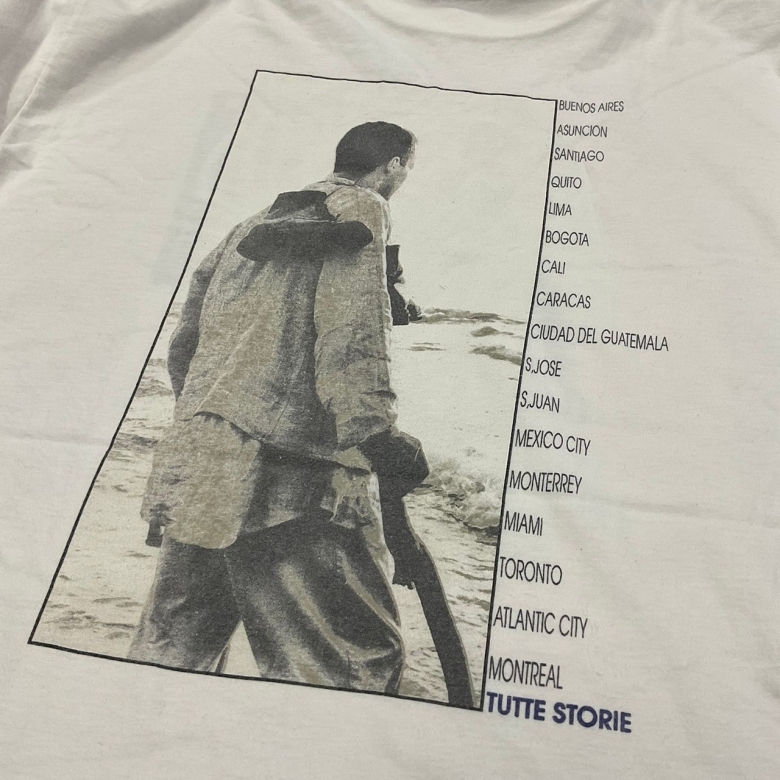 BUENOS AIRES
ASUNCION
SANTIAGO
QUITO
LIMA
BOGOTA
CALI
CARACAS
CIUDAD DEL GUATEMALA
S,JOSE
S,JUAN
MEXICO CITY
MONTERREY
MIAMI
TORONTO
ATLANTIC CITY
MONTREAL
TUTTE STORIE